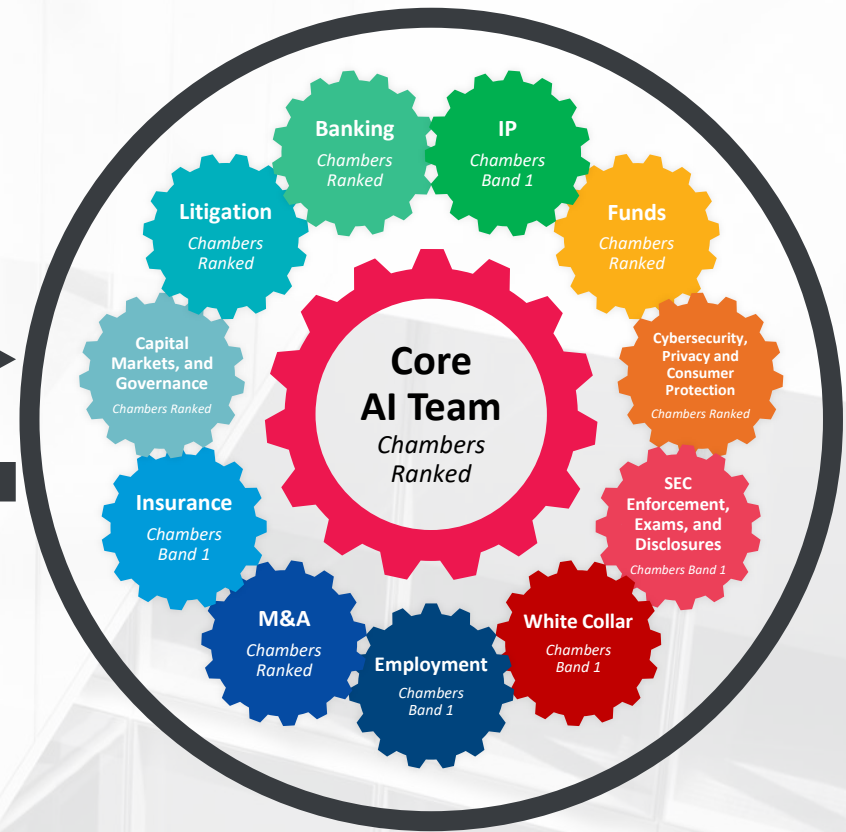 Banking
Chambers
Ranked
IP
Chambers
Band 1
Litigation
Chambers
Ranked
Funds
Chambers
Ranked
Capital
Markets, and
Governance
Chambers Ranked
Core
AI Team
Chambers
Ranked
Cybersecurity,
Privacy and
Consumer
Protection
Chambers Ranked
Insurance
Chambers
Band 1
SEC
Enforcement,
Exams, and
Disclosures
Chambers Band 1
M&A
Chambers
Ranked
Employment
Chambers
Band 1
White Collar
Chambers
Band 1